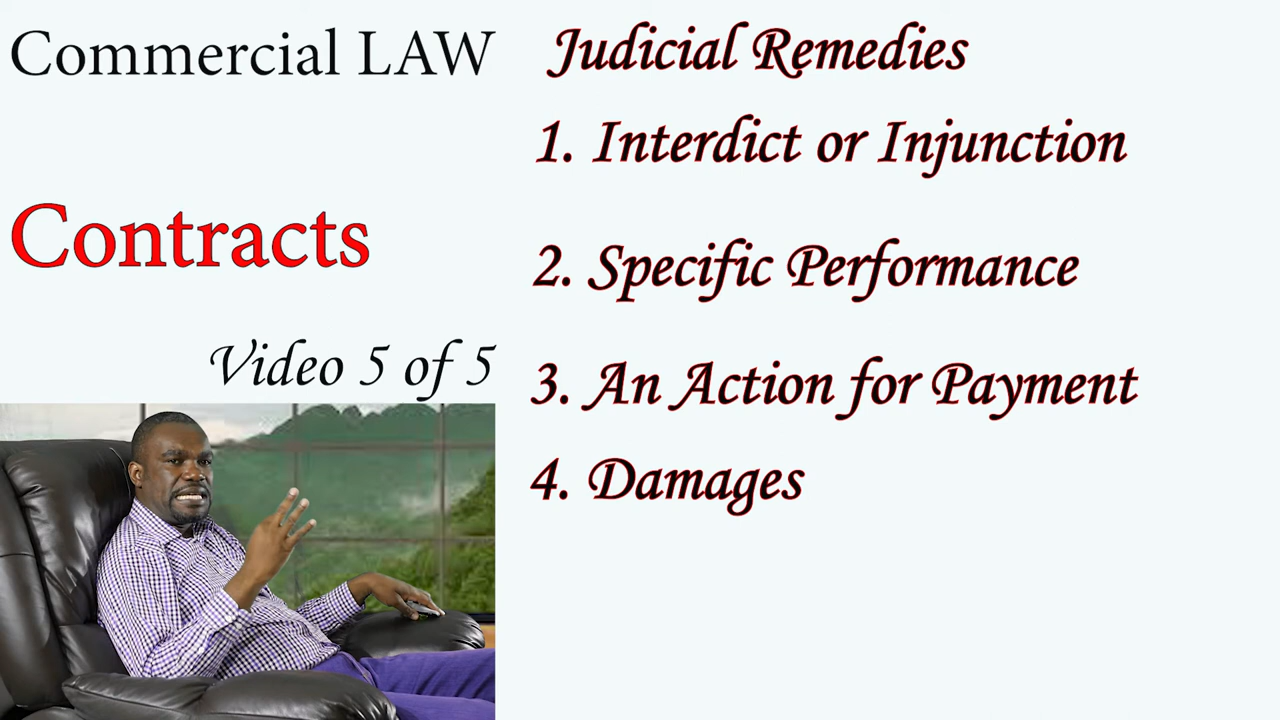 Commercial LAW
Contracts
Video 5 of 5
Judicial Remedies
1. Interdict or Injunction
2. Specific Performance
3. An Action for Payment
4. Damages